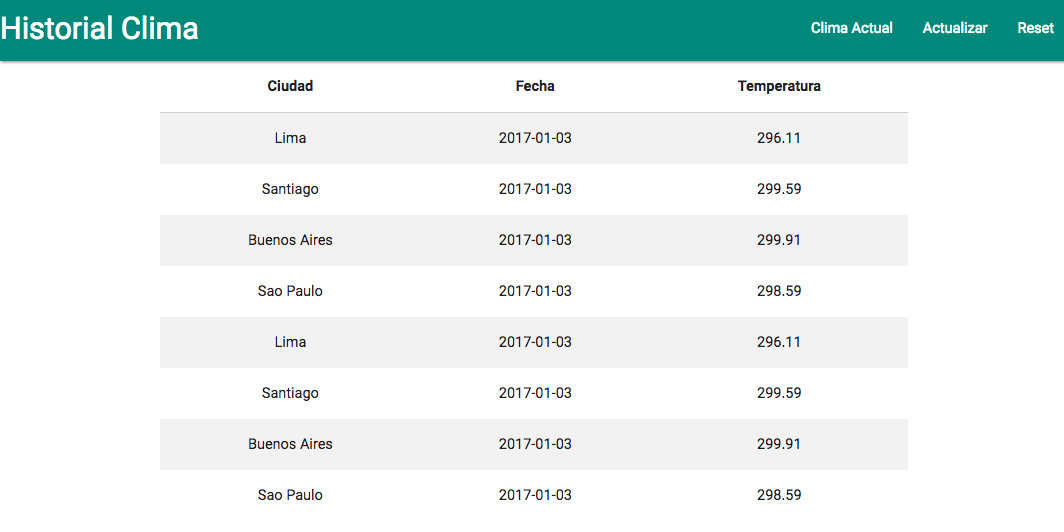 Historial Clima Clima Actual Actualizar Reset
Ciudad Fecha Temperatura
Lima 2017-01-03 296.11
Santiago 2017-01-03 299.59
Buenos Aires 2017-01-03 299.91
Sao Paulo 2017-01-03 298.59
Lima 2017-01-03 296.11
Santiago 2017-01-03 299.59
Buenos Aires 2017-01-03 299.91
Sao Paulo 2017-01-03 298.59